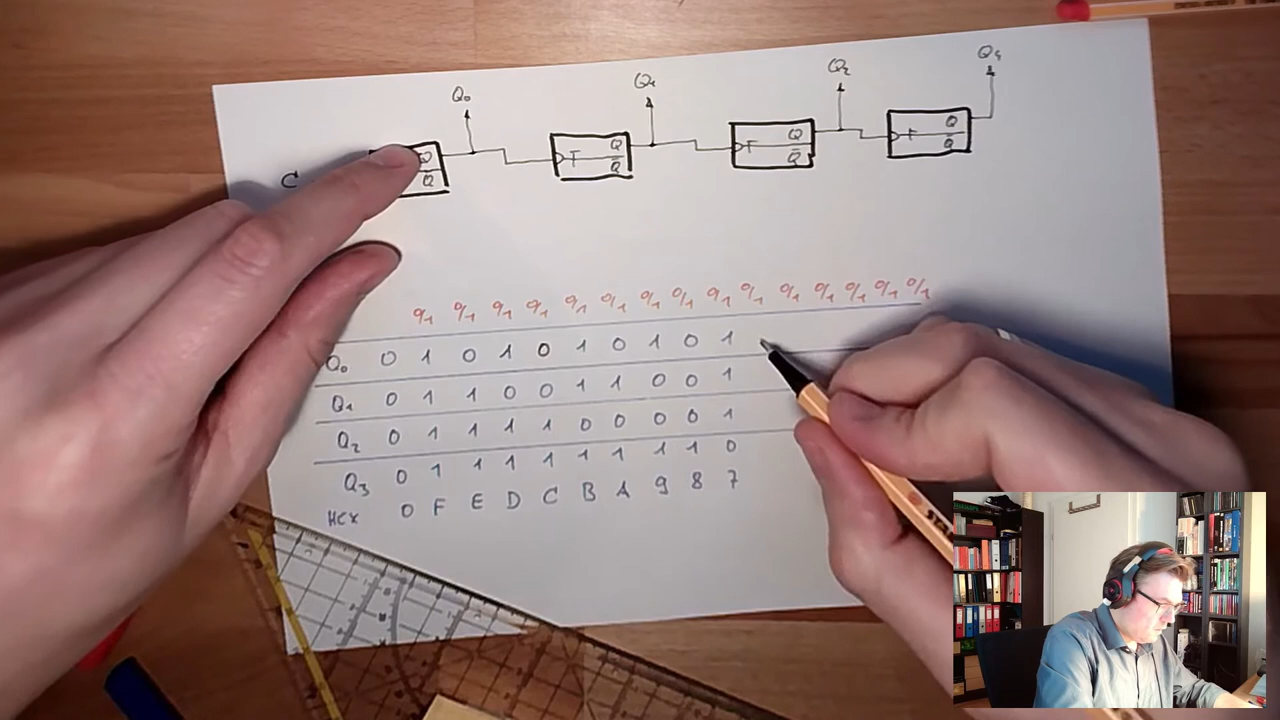 Q₀ Q₁ Q₂ Q₄
C Q Q̅ T Q Q̅ T Q Q̅ T Q Q̅
0/1 0/1 0/1 0/1 0/1 0/1 0/1 0/1 0/1 0/1 0/1 0/1 0/1 0/1 0/1
Q₀ 0 1 0 1 0 1 0 1 0 1
Q₁ 0 1 1 0 0 1 1 0 0 1
Q₂ 0 1 1 1 1 0 0 0 0 1
Q₃ 0 1 1 1 1 1 1 1 1 0
HEX 0 F E D C B A 9 8 7